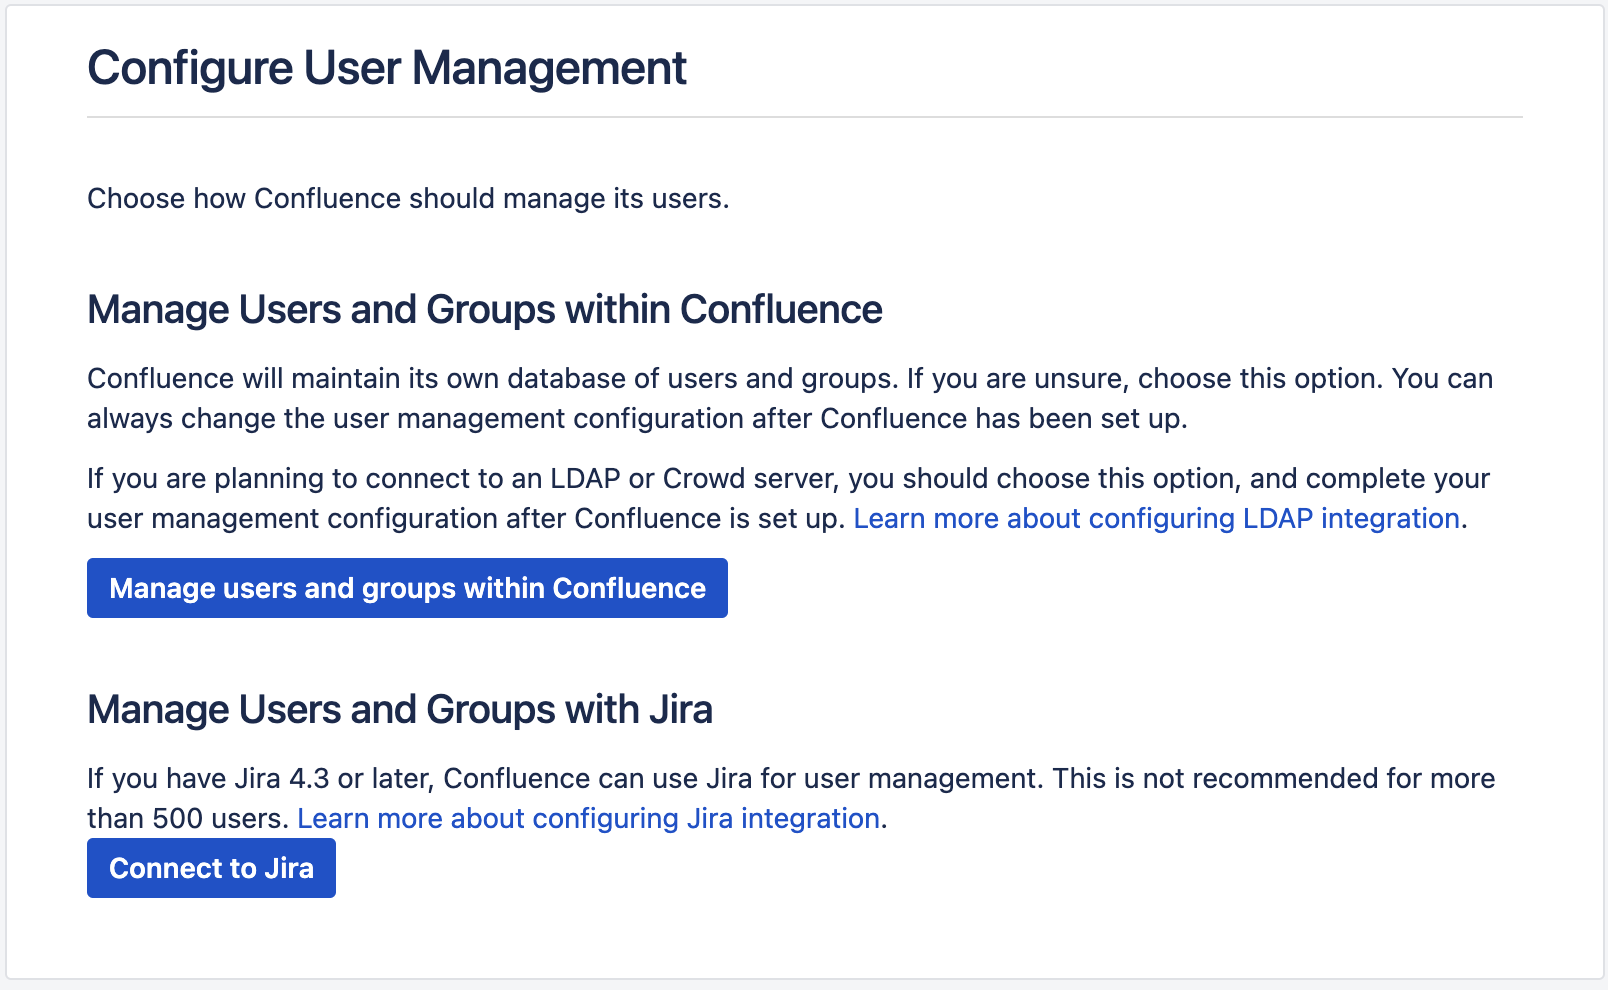 Configure User Management
Choose how Confluence should manage its users.
Manage Users and Groups within Confluence
Confluence will maintain its own database of users and groups. If you are unsure, choose this option. You can
always change the user management configuration after Confluence has been set up.
If you are planning to connect to an LDAP or Crowd server, you should choose this option, and complete your
user management configuration after Confluence is set up. Learn more about configuring LDAP integration.
Manage users and groups within Confluence
Manage Users and Groups with Jira
If you have Jira 4.3 or later, Confluence can use Jira for user management. This is not recommended for more
than 500 users. Learn more about configuring Jira integration.
Connect to Jira